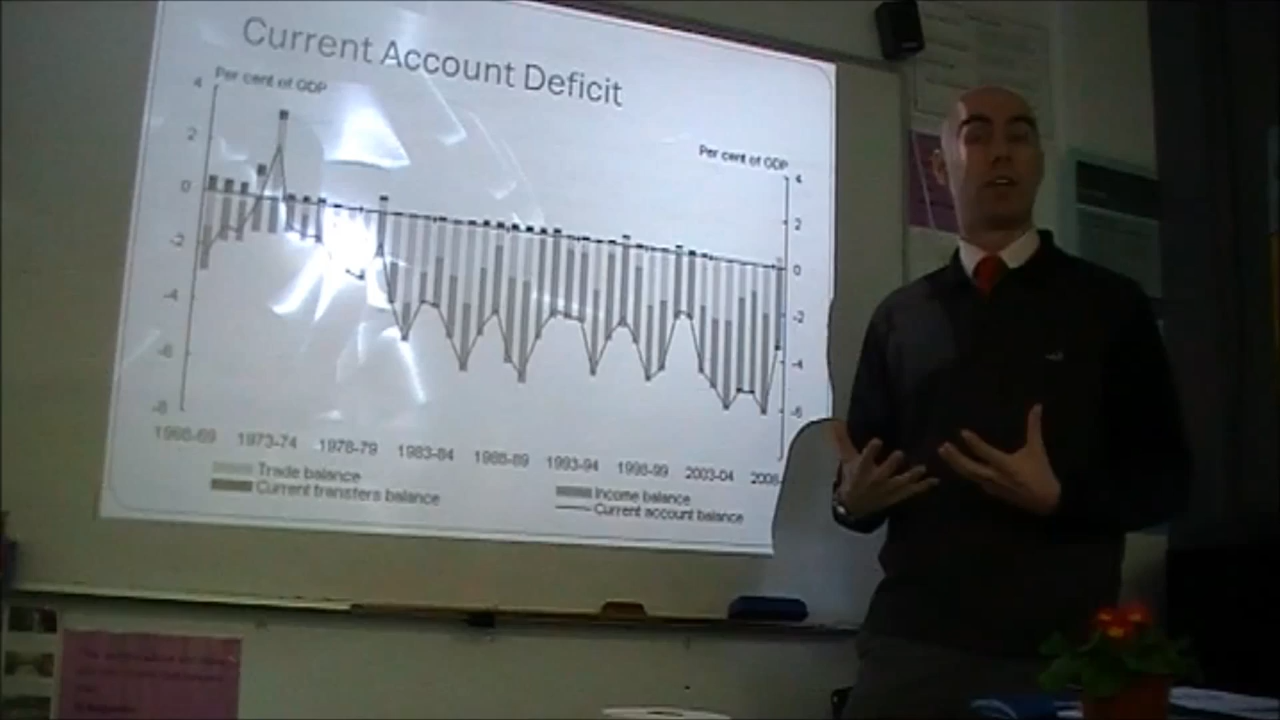 Current Account Deficit
Per cent of GDP
Per cent of GDP
4
2
0
-2
-4
-6
-8
4
2
0
-2
-4
-6
1968-69 1973-74 1978-79 1983-84 1988-89 1993-94 1998-99 2003-04 2008-
Trade balance
Current transfers balance
Income balance
Current account balance